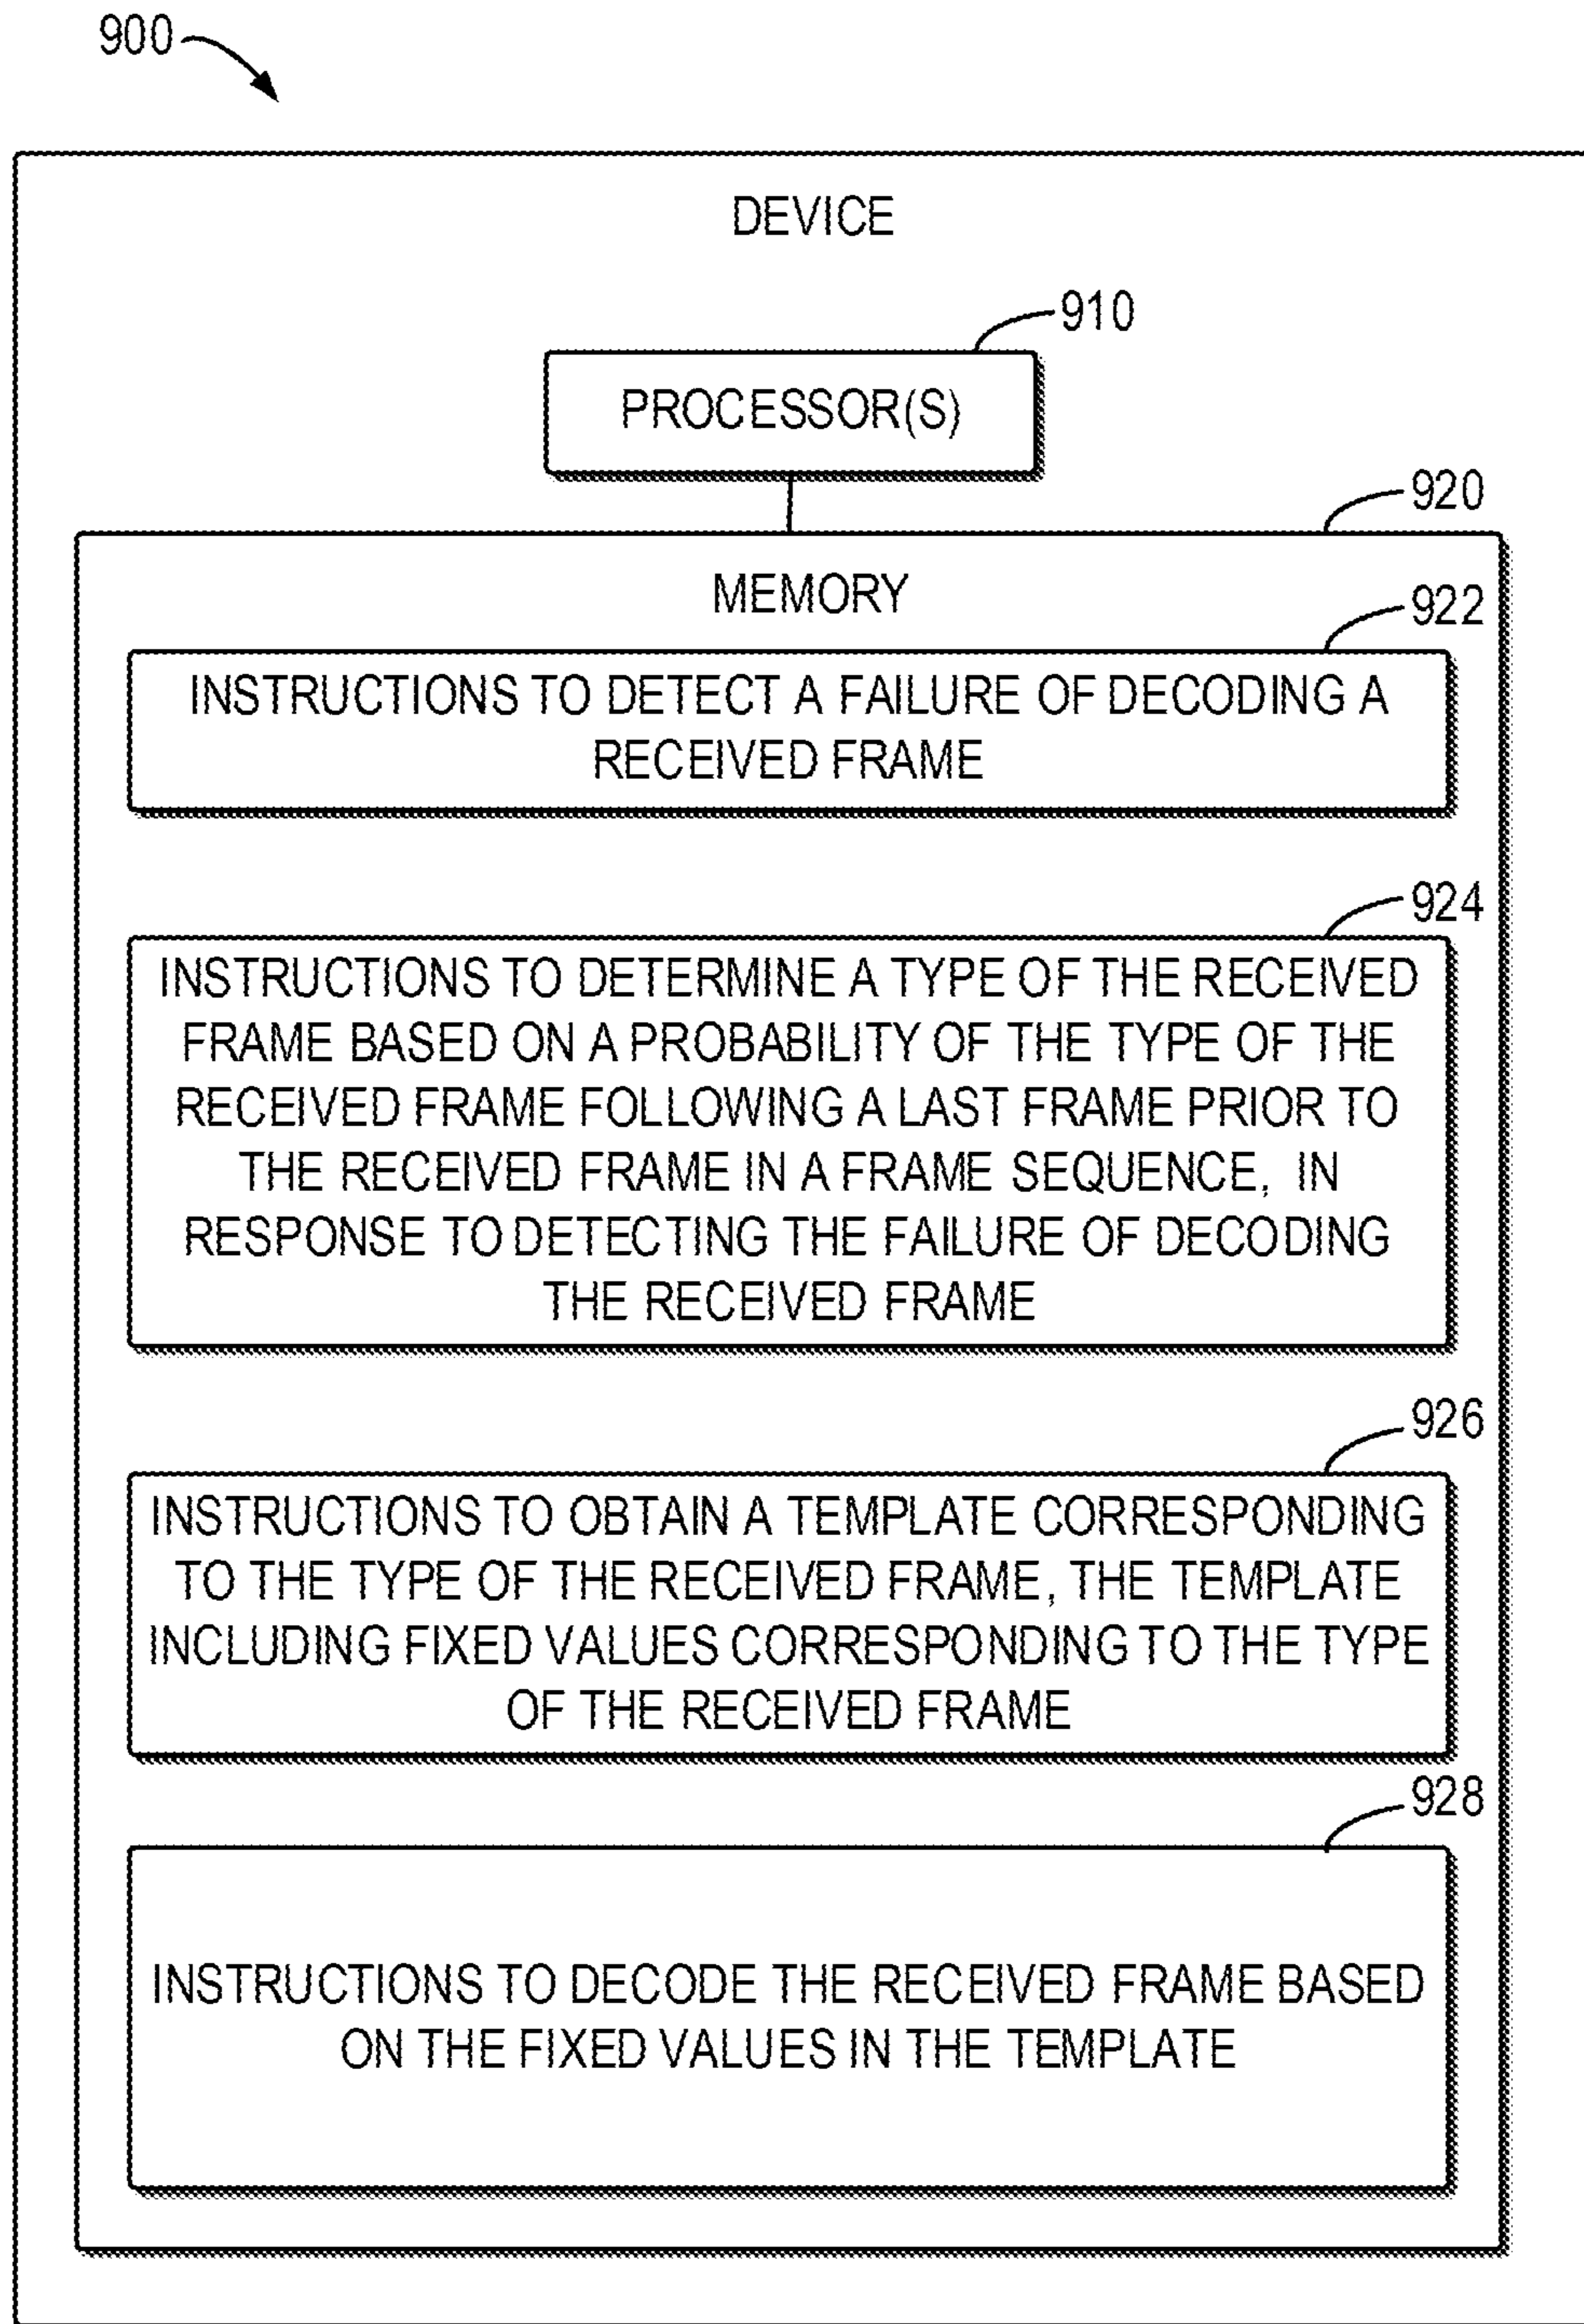 900
DEVICE
910
PROCESSOR(S)
920
MEMORY
922
INSTRUCTIONS TO DETECT A FAILURE OF DECODING A
RECEIVED FRAME
924
INSTRUCTIONS TO DETERMINE A TYPE OF THE RECEIVED
FRAME BASED ON A PROBABILITY OF THE TYPE OF THE
RECEIVED FRAME FOLLOWING A LAST FRAME PRIOR TO
THE RECEIVED FRAME IN A FRAME SEQUENCE, IN
RESPONSE TO DETECTING THE FAILURE OF DECODING
THE RECEIVED FRAME
926
INSTRUCTIONS TO OBTAIN A TEMPLATE CORRESPONDING
TO THE TYPE OF THE RECEIVED FRAME, THE TEMPLATE
INCLUDING FIXED VALUES CORRESPONDING TO THE TYPE
OF THE RECEIVED FRAME
928
INSTRUCTIONS TO DECODE THE RECEIVED FRAME BASED
ON THE FIXED VALUES IN THE TEMPLATE